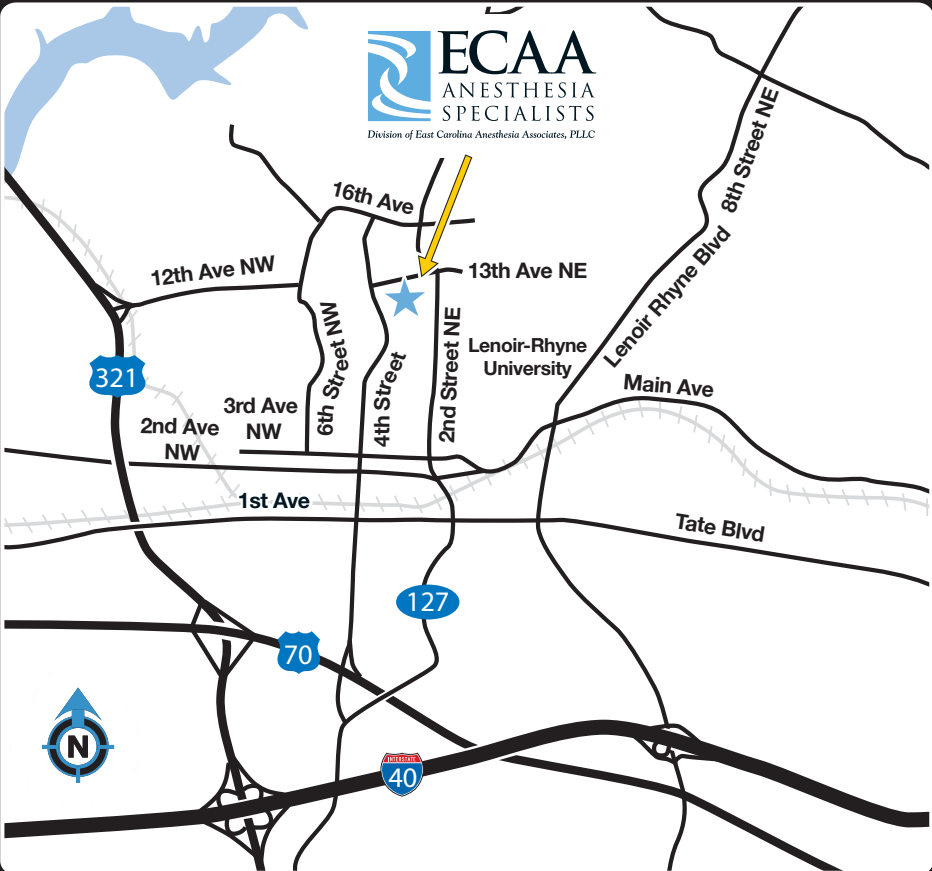 ECAA
ANESTHESIA
SPECIALISTS
Division of East Carolina Anesthesia Associates, PLLC
8th Street NE
16th Ave
12th Ave NW
13th Ave NE
Lenoir Rhyne Blvd
6th Street NW
4th Street
2nd Street NE
Lenoir-Rhyne
University
321
Main Ave
3rd Ave
NW
2nd Ave
NW
1st Ave
Tate Blvd
127
70
N
INTERSTATE
40